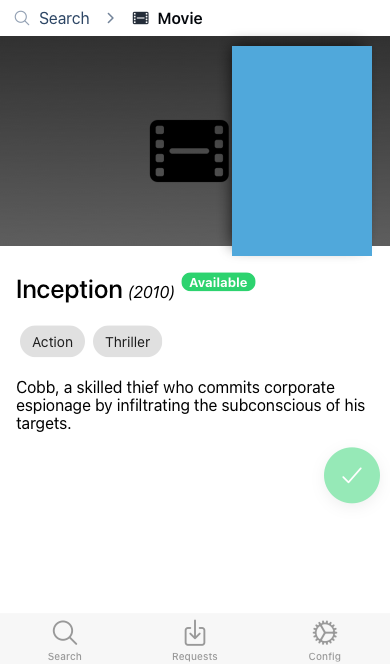 Search
Movie
Inception (2010) Available
Action Thriller
Cobb, a skilled thief who commits corporate
espionage by infiltrating the subconscious of his
targets.
Search Requests Config